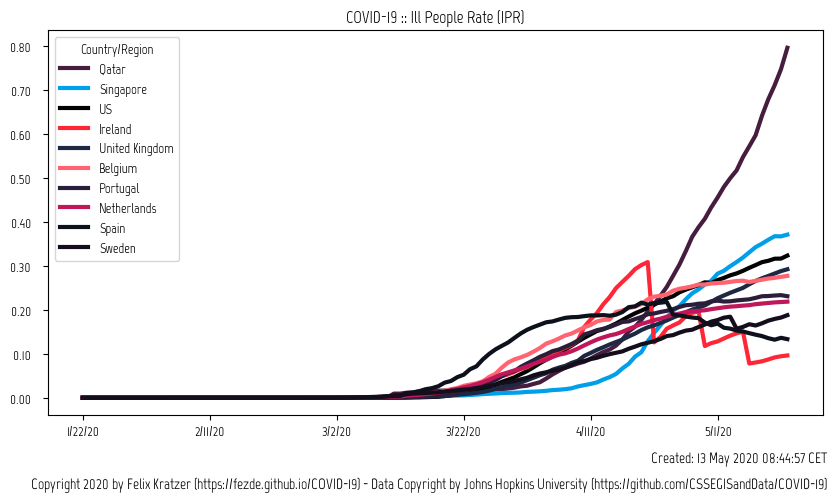 COVID-19 :: Ill People Rate (IPR)
Country/Region
Qatar
Singapore
US
Ireland
United Kingdom
Belgium
Portugal
Netherlands
Spain
Sweden
0.80
0.70
0.60
0.50
0.40
0.30
0.20
0.10
0.00
1/22/20 2/11/20 3/2/20 3/22/20 4/11/20 5/1/20
Created: 13 May 2020 08:44:57 CET
Copyright 2020 by Felix Kratzer (https://fezde.github.io/COVID-19) - Data Copyright by Johns Hopkins University (https://github.com/CSSEGISandData/COVID-19)